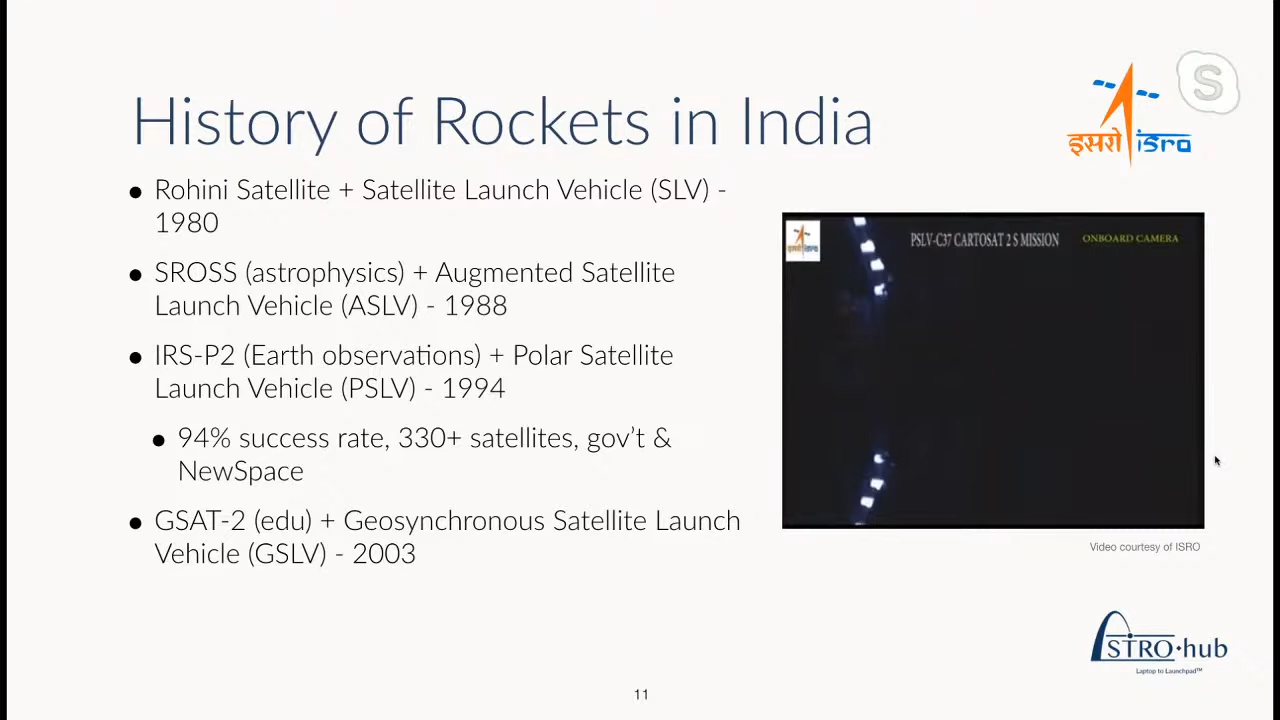 History of Rockets in India
S
इसरो isro
• Rohini Satellite + Satellite Launch Vehicle (SLV) -
1980
• SROSS (astrophysics) + Augmented Satellite
Launch Vehicle (ASLV) - 1988
• IRS-P2 (Earth observations) + Polar Satellite
Launch Vehicle (PSLV) - 1994
• 94% success rate, 330+ satellites, gov’t &
NewSpace
• GSAT-2 (edu) + Geosynchronous Satellite Launch
Vehicle (GSLV) - 2003
इसरो isro
PSLV-C37 CARTOSAT 2 S MISSION
ONBOARD CAMERA
Video courtesy of ISRO
ASTRO·hub
Laptop to Launchpad™
11